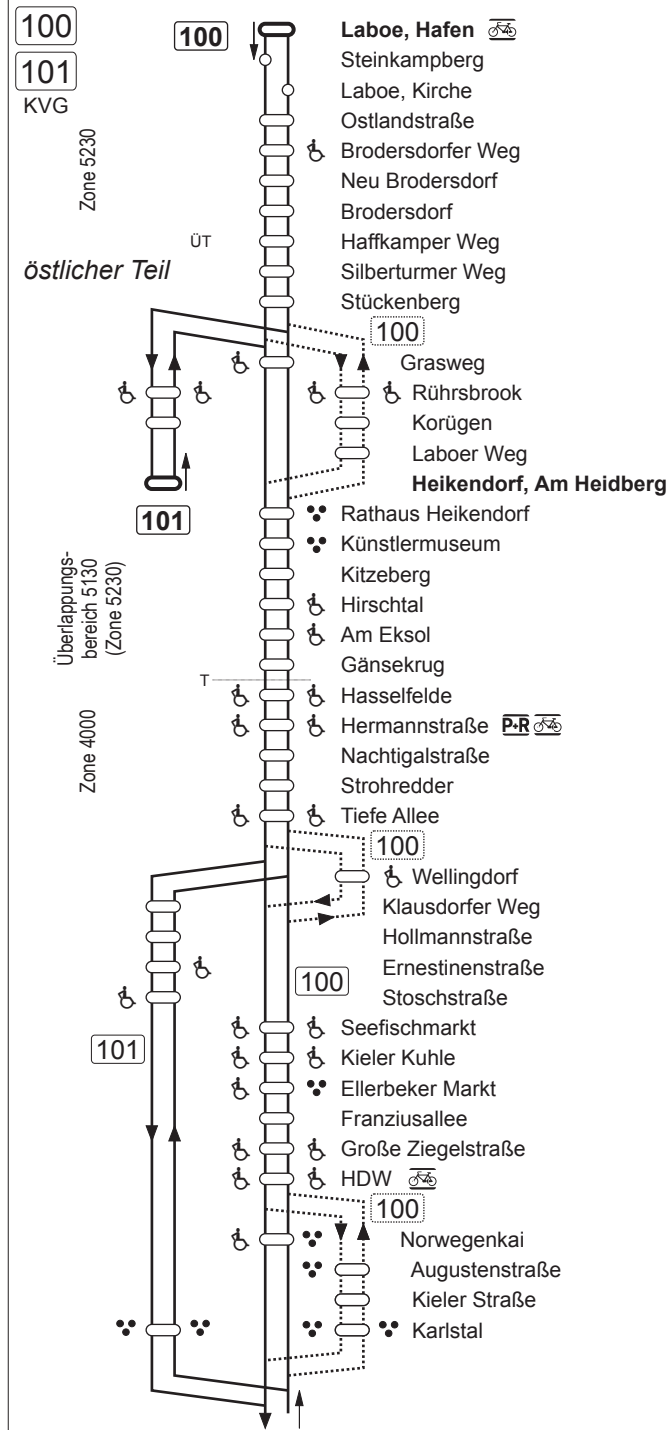 100
101
KVG
Zone 5230
ÜT
östlicher Teil
100
Laboe, Hafen
Steinkampberg
Laboe, Kirche
Ostlandstraße
Brodersdorfer Weg
Neu Brodersdorf
Brodersdorf
Haffkamper Weg
Silberturmer Weg
Stückenberg
100
Grasweg
Rührsbrook
Korügen
Laboer Weg
Heikendorf, Am Heidberg
101
Rathaus Heikendorf
Künstlermuseum
Kitzeberg
Hirschtal
Am Eksol
Gänsekrug
Überlappungs-
bereich 5130
(Zone 5230)
T
Zone 4000
Hasselfelde
Hermannstraße P+R
Nachtigalstraße
Strohredder
Tiefe Allee
100
Wellingdorf
Klausdorfer Weg
Hollmannstraße
Ernestinenstraße
Stoschstraße
100
101
Seefischmarkt
Kieler Kuhle
Ellerbeker Markt
Franziusallee
Große Ziegelstraße
HDW
100
Norwegenkai
Augustenstraße
Kieler Straße
Karlstal